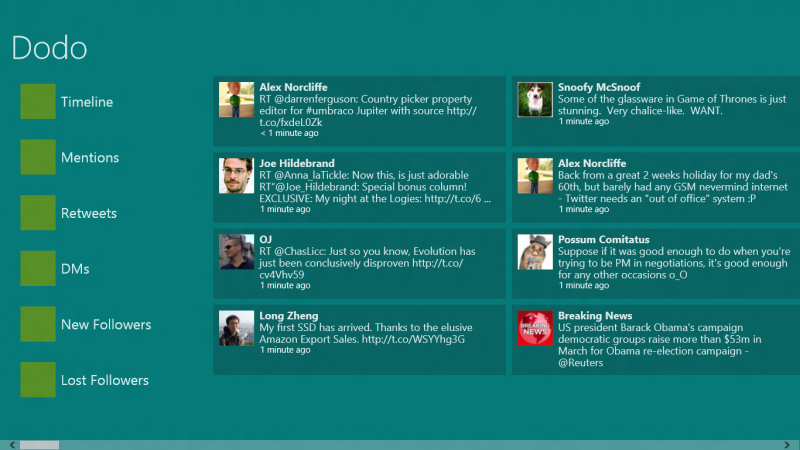 Dodo
Timeline
Mentions
Retweets
DMs
New Followers
Lost Followers
Alex Norcliffe
RT @darrenferguson: Country picker property
editor for #umbraco Jupiter with source http://
t.co/fxdeL0Zk
< 1 minute ago
Joe Hildebrand
RT @Anna_laTickle: Now this, is just adorable
RT"@Joe_Hildebrand: Special bonus column!
EXCLUSIVE: My night at the Logies: http://t.co/6 ...
1 minute ago
OJ
RT @ChasLicc: Just so you know, Evolution has
just been conclusively disproven http://t.co/
cv4Vhv59
1 minute ago
Long Zheng
My first SSD has arrived. Thanks to the elusive
Amazon Export Sales. http://t.co/WSYYhg3G
1 minute ago
Snoofy McSnoof
Some of the glassware in Game of Thrones is just
stunning.  Very chalice-like.  WANT.
1 minute ago
Alex Norcliffe
Back from a great 2 weeks holiday for my dad's
60th, but barely had any GSM nevermind internet
- Twitter needs an "out of office" system :P
Possum Comitatus
Suppose if it was good enough to do when you're
trying to be PM in negotiations, it's good enough
for any other occasions o_O
Breaking News
US president Barack Obama's campaign
democratic groups raise more than $53m in
March for Obama re-election campaign -
@Reuters
BREAKING
NEWS